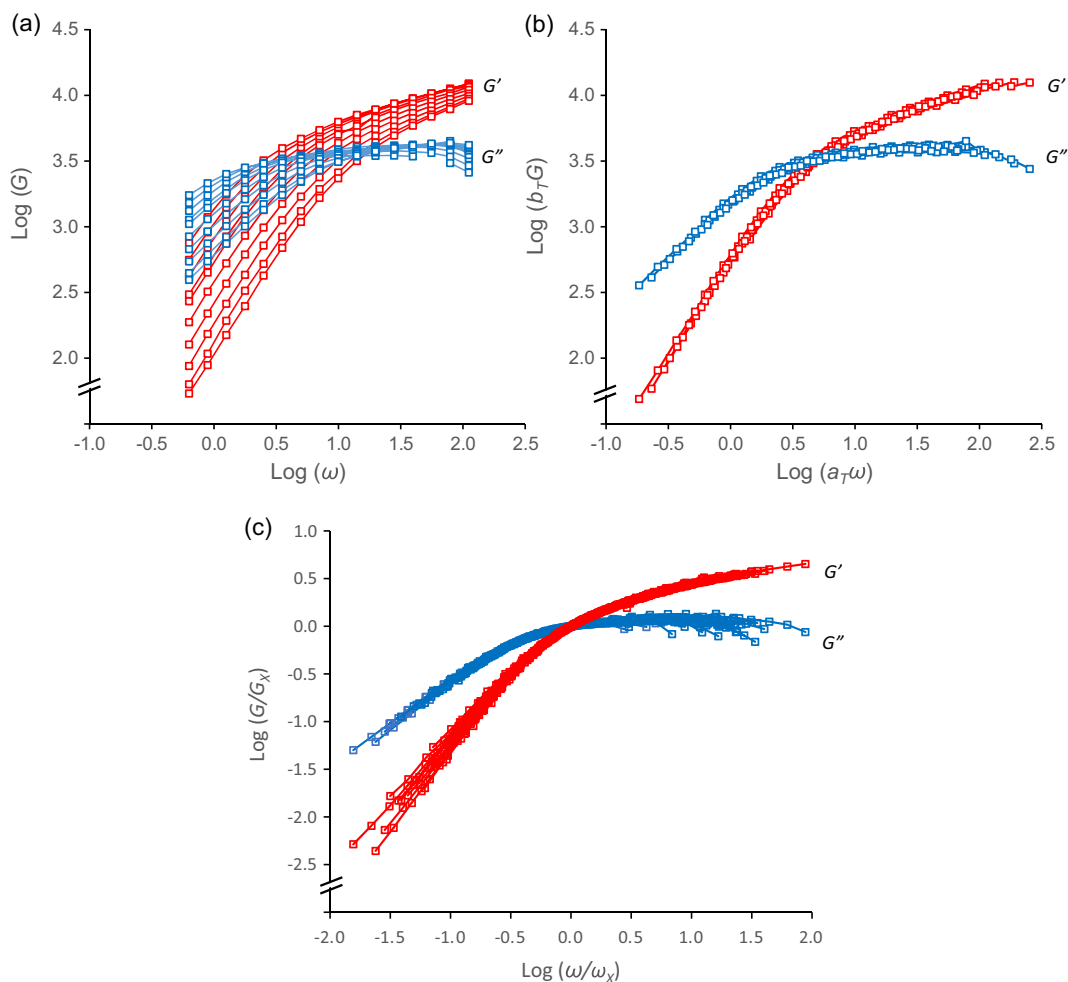 (a)
4.5
4.0
3.5
3.0
2.5
2.0
Log (G)
G’
G”
-1.0 -0.5 0.0 0.5 1.0 1.5 2.0 2.5
Log (ω)
(b)
4.5
4.0
3.5
3.0
2.5
2.0
Log (b_TG)
G’
G”
-1.0 -0.5 0.0 0.5 1.0 1.5 2.0 2.5
Log (a_Tω)
(c)
1.0
0.5
0.0
-0.5
-1.0
-1.5
-2.0
-2.5
Log (G/G_x)
G’
G”
-2.0 -1.5 -1.0 -0.5 0.0 0.5 1.0 1.5 2.0
Log (ω/ω_x)